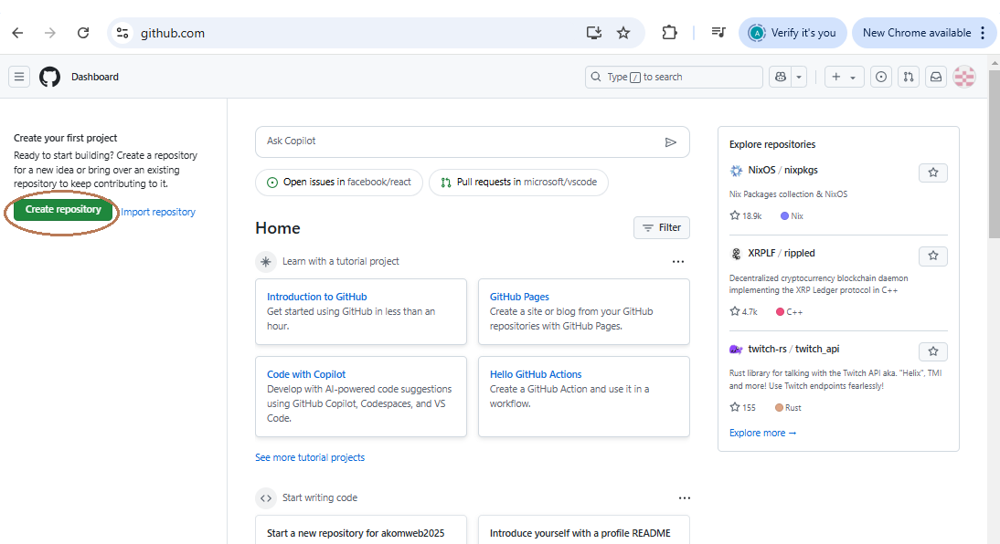 github.com
Verify it's you
New Chrome available
A
Dashboard
Type / to search
Create your first project
Ready to start building? Create a repository
for a new idea or bring over an existing
repository to keep contributing to it.
Create repository
Import repository
Ask Copilot
Open issues in facebook/react
Pull requests in microsoft/vscode
Home
Filter
Learn with a tutorial project
Introduction to GitHub
Get started using GitHub in less than an
hour.
GitHub Pages
Create a site or blog from your GitHub
repositories with GitHub Pages.
Code with Copilot
Develop with AI-powered code suggestions
using GitHub Copilot, Codespaces, and VS
Code.
Hello GitHub Actions
Create a GitHub Action and use it in a
workflow.
See more tutorial projects
Start writing code
Start a new repository for akomweb2025
Introduce yourself with a profile README
Explore repositories
NixOS / nixpkgs
Nix Packages collection & NixOS
18.9k
Nix
XRPLF / rippled
Decentralized cryptocurrency blockchain daemon
implementing the XRP Ledger protocol in C++
4.7k
C++
twitch-rs / twitch_api
Rust library for talking with the Twitch API aka. "Helix", TMI
and more! Use Twitch endpoints fearlessly!
155
Rust
Explore more →